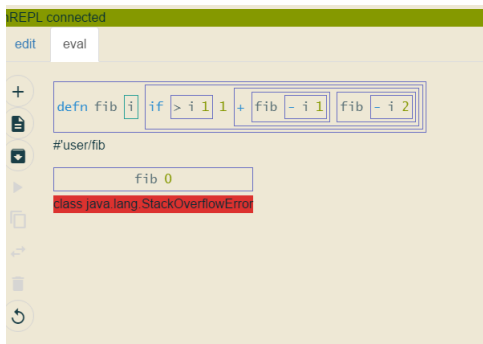 nREPL connected
edit eval
defn fib i if > i 1 1 + fib - i 1 fib - i 2
#'user/fib
fib 0
class java.lang.StackOverflowError